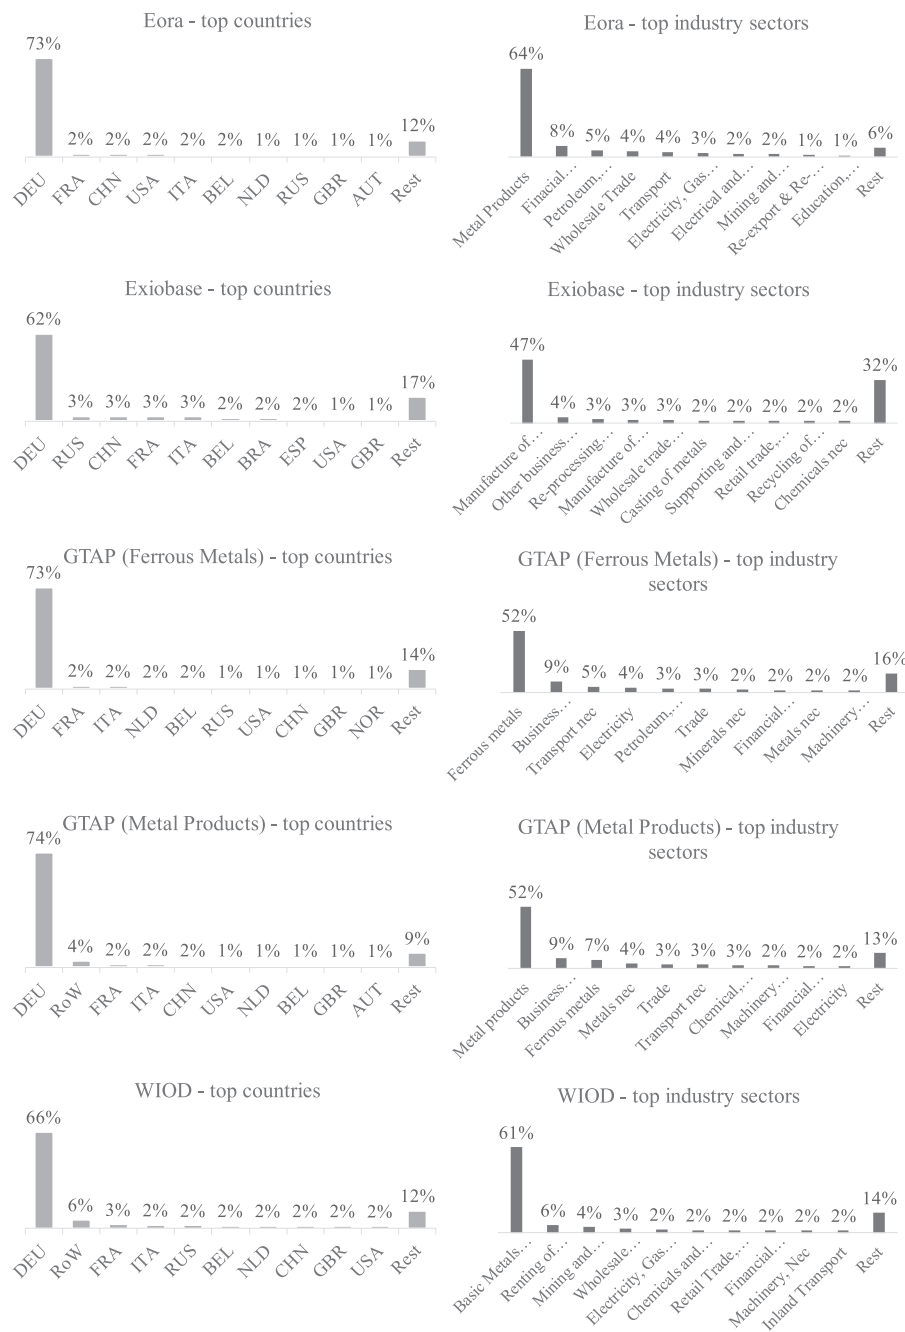 Eora - top countries
73%
2% 2% 2% 2% 2% 1% 1% 1% 1% 12%
DEU FRA CHN USA ITA BEL NLD RUS GBR AUT Rest
Eora - top industry sectors
64%
8% 5% 4% 4% 3% 2% 2% 1% 1% 6%
Metal Products Finacial... Petroleum,... Wholesale Trade Transport Electricity, Gas... Electrical and... Mining and... Re-export & Re-... Education,... Rest
Exiobase - top countries
62%
3% 3% 3% 3% 2% 2% 2% 1% 1% 17%
DEU RUS CHN FRA ITA BEL BRA ESP USA GBR Rest
Exiobase - top industry sectors
47%
4% 3% 3% 3% 2% 2% 2% 2% 2% 32%
Manufacture of... Other business... Re-processing... Manufacture of... Wholesale trade... Casting of metals Supporting and... Retail trade,... Recycling of... Chemicals nec Rest
GTAP (Ferrous Metals) - top countries
73%
2% 2% 2% 2% 1% 1% 1% 1% 1% 14%
DEU FRA ITA NLD BEL RUS USA CHN GBR NOR Rest
GTAP (Ferrous Metals) - top industry
sectors
52%
9% 5% 4% 3% 3% 2% 2% 2% 2% 16%
Ferrous metals Business... Transport nec Electricity Petroleum,... Trade Minerals nec Financial... Metals nec Machinery... Rest
GTAP (Metal Products) - top countries
74%
4% 2% 2% 2% 1% 1% 1% 1% 1% 9%
DEU RoW FRA ITA CHN USA NLD BEL GBR AUT Rest
GTAP (Metal Products) - top industry
sectors
52%
9% 7% 4% 3% 3% 3% 2% 2% 2% 13%
Metal products Business... Ferrous metals Metals nec Trade Transport nec Chemical,... Machinery... Financial... Electricity Rest
WIOD - top countries
66%
6% 3% 2% 2% 2% 2% 2% 2% 2% 12%
DEU RoW FRA ITA RUS BEL NLD CHN GBR USA Rest
WIOD - top industry sectors
61%
6% 4% 3% 2% 2% 2% 2% 2% 2% 14%
Basic Metals... Renting of... Mining and... Wholesale... Electricity, Gas... Chemicals and... Retail Trade,... Financial... Machinery, Nec Inland Transport Rest